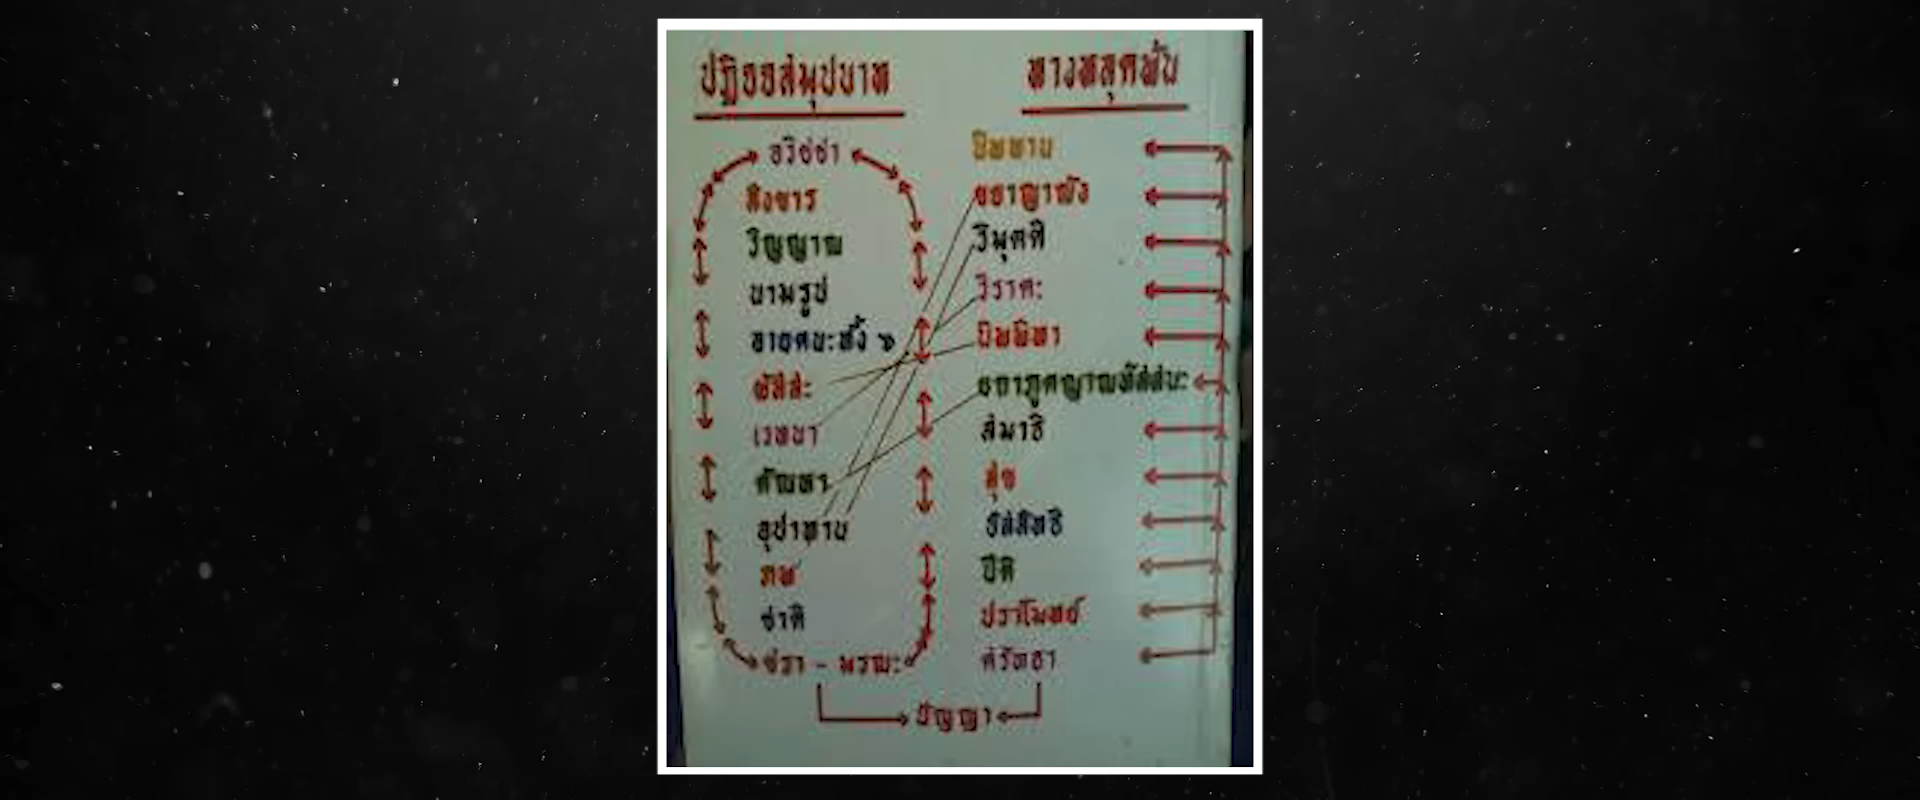 ปฏิจจสมุปบาท
อวิชชา
สังขาร
วิญญาณ
นามรูป
อายตนะทั้ง ๖
ผัสสะ
เวทนา
ตัณหา
อุปาทาน
ภพ
ชาติ
ชรา - มรณะ
ทางหลุดพ้น
นิพพาน
ขยาญาณัง
วิมุตติ
วิราคะ
นิพพิทา
ยถาภูตญาณทัสสนะ
สมาธิ
สุข
ปัสสัทธิ
ปีติ
ปราโมทย์
ศรัทธา
ปัญญา